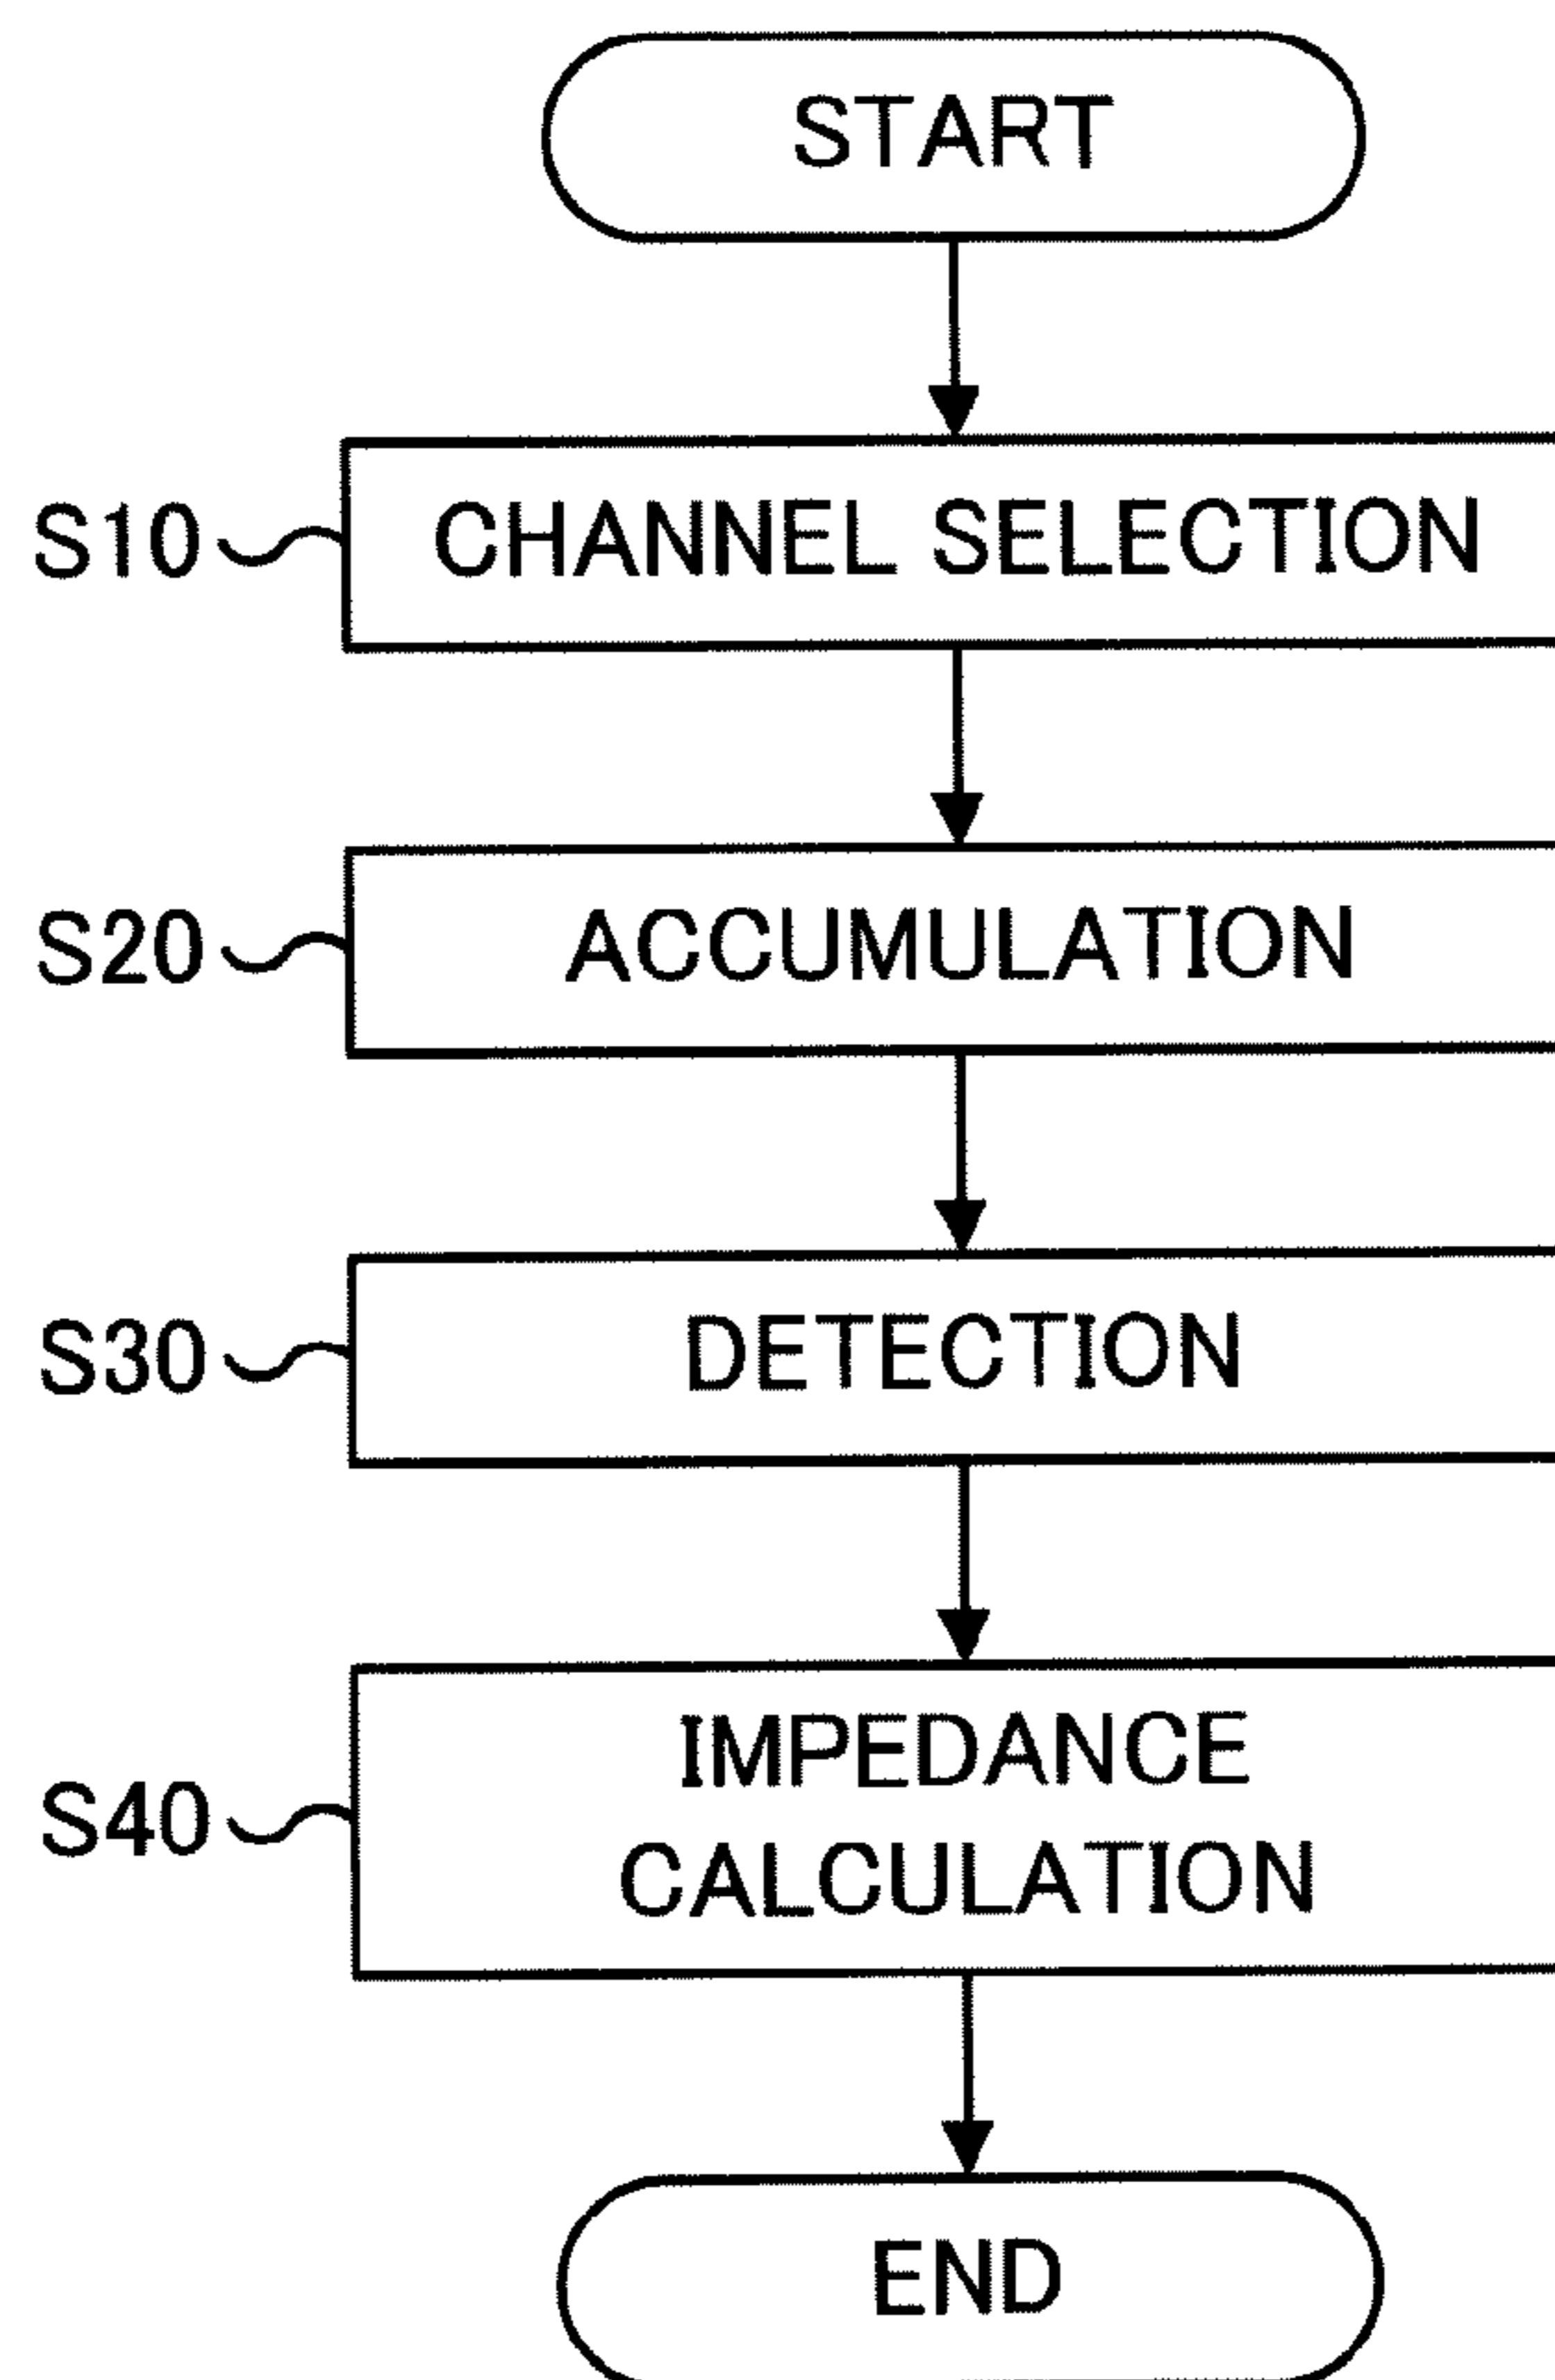 START
S10 CHANNEL SELECTION
S20 ACCUMULATION
S30 DETECTION
S40 IMPEDANCE
CALCULATION
END